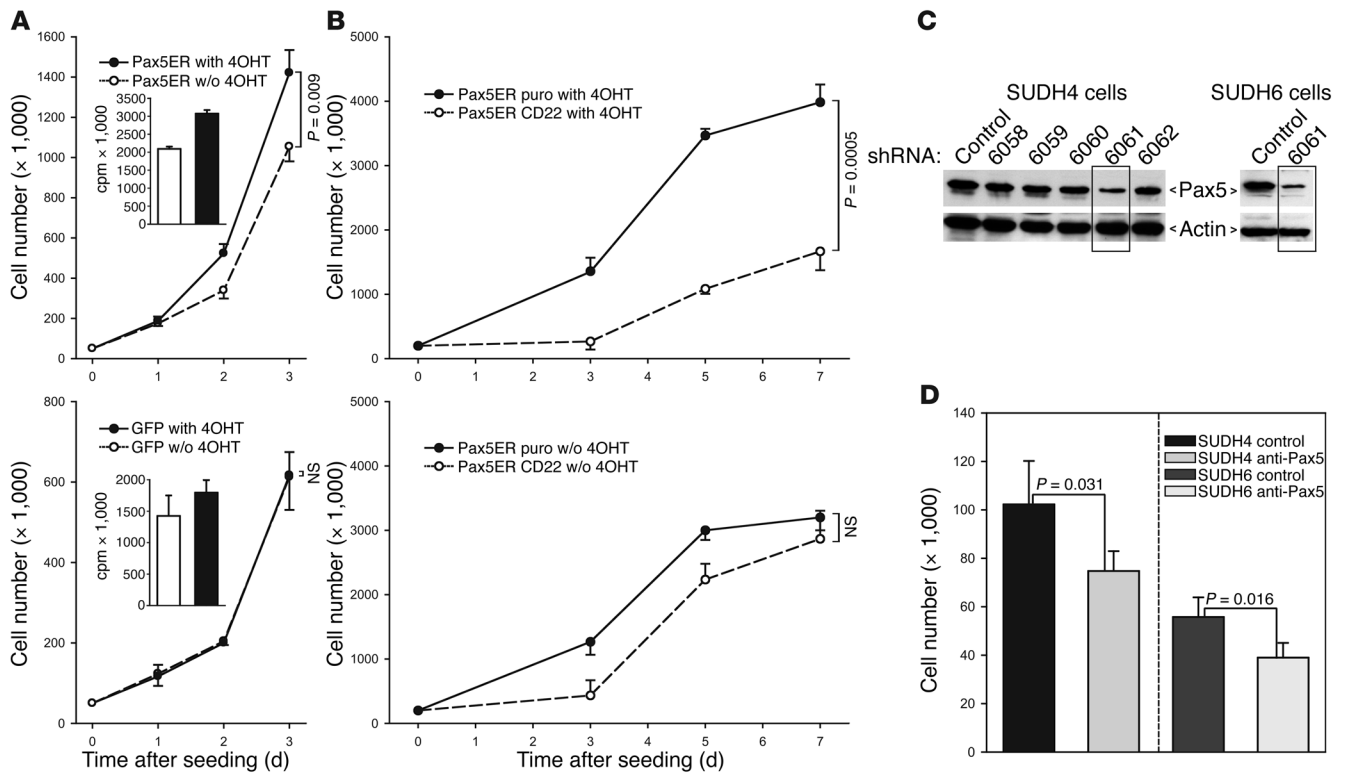 A
1600
1400
1200
1000
800
600
400
200
0
Cell number (× 1,000)
Pax5ER with 4OHT
Pax5ER w/o 4OHT
3500
3000
2500
2000
1500
1000
500
0
cpm × 1,000
P = 0.009
0 1 2 3
800
600
400
200
0
Cell number (× 1,000)
GFP with 4OHT
GFP w/o 4OHT
2000
1500
1000
500
0
cpm × 1,000
NS
0 1 2 3
Time after seeding (d)
B
5000
4000
3000
2000
1000
0
Cell number (× 1,000)
Pax5ER puro with 4OHT
Pax5ER CD22 with 4OHT
P = 0.0005
0 1 2 3 4 5 6 7
5000
4000
3000
2000
1000
0
Cell number (× 1,000)
Pax5ER puro w/o 4OHT
Pax5ER CD22 w/o 4OHT
NS
0 1 2 3 4 5 6 7
Time after seeding (d)
C
SUDH4 cells
SUDH6 cells
shRNA:
Control
6058
6059
6060
6061
6062
Control
6061
<Pax5>
<Actin>
D
140
120
100
80
60
40
20
0
Cell number (× 1,000)
SUDH4 control
SUDH4 anti-Pax5
SUDH6 control
SUDH6 anti-Pax5
P = 0.031
P = 0.016